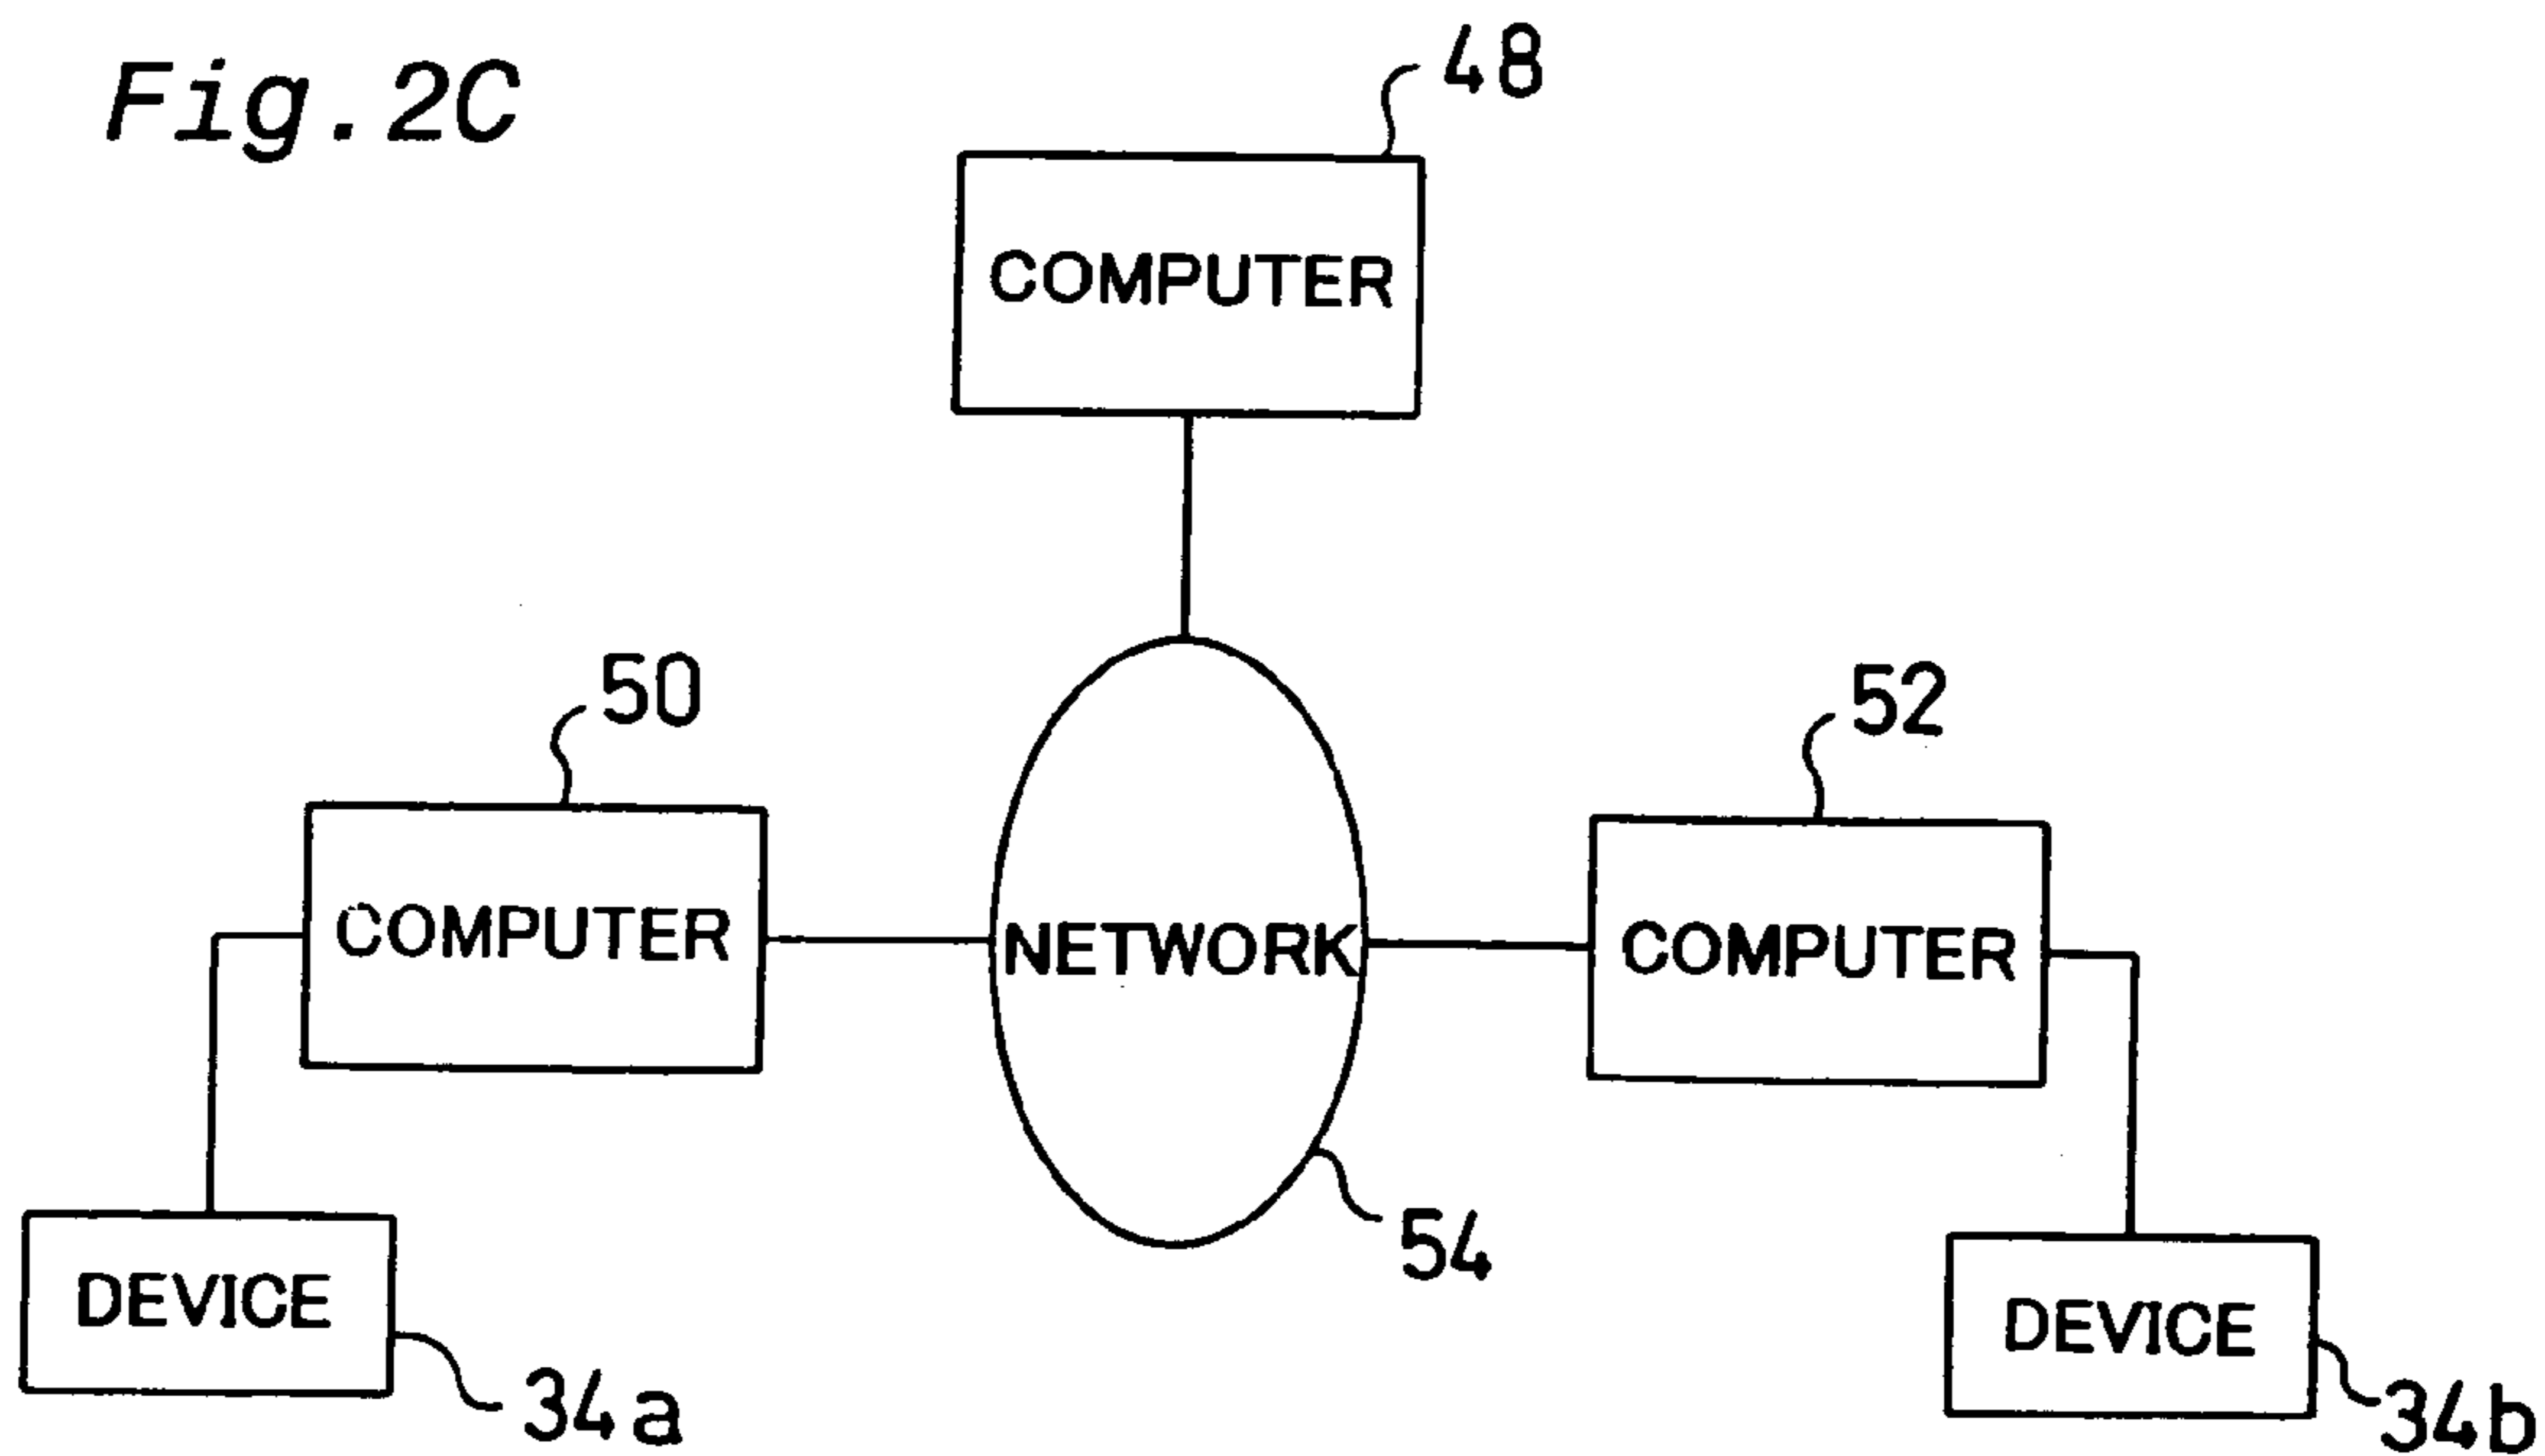 Fig.2C
48
COMPUTER
50
52
COMPUTER
NETWORK
COMPUTER
54
DEVICE
DEVICE
34a
34b